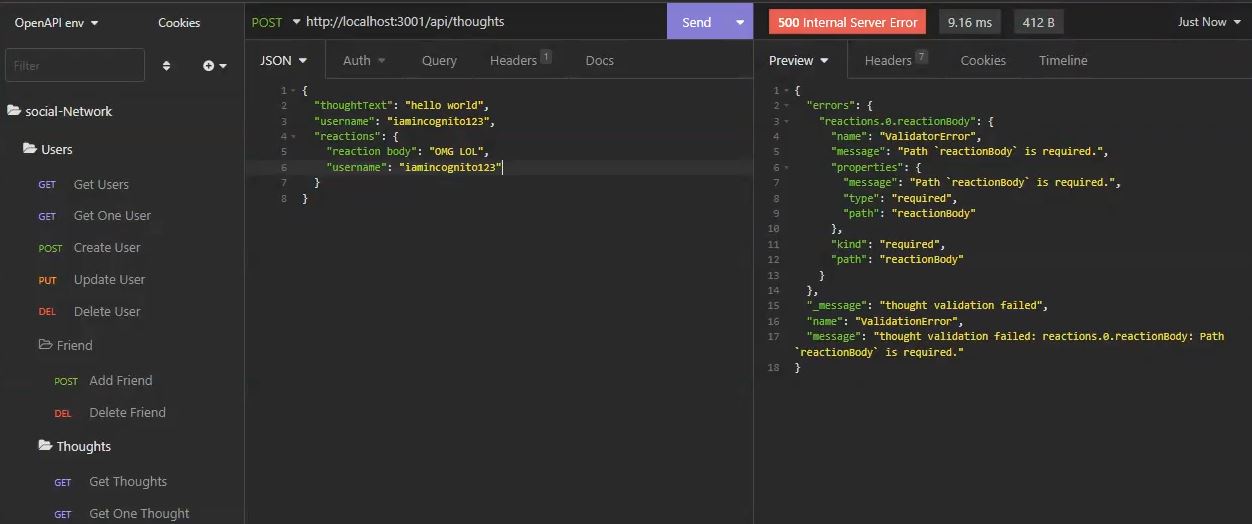 OpenAPI env
Cookies
Filter
social-Network
Users
GET Get Users
GET Get One User
POST Create User
PUT Update User
DEL Delete User
Friend
POST Add Friend
DEL Delete Friend
Thoughts
GET Get Thoughts
GET Get One Thought
POST http://localhost:3001/api/thoughts
Send
JSON Auth Query Headers 1 Docs
1 {
2 "thoughtText": "hello world",
3 "username": "iamincognito123",
4 "reactions": {
5 "reaction body": "OMG LOL",
6 "username": "iamincognito123"
7 }
8 }
500 Internal Server Error 9.16 ms 412 B Just Now
Preview Headers 7 Cookies Timeline
1 {
2 "errors": {
3 "reactions.0.reactionBody": {
4 "name": "ValidatorError",
5 "message": "Path `reactionBody` is required.",
6 "properties": {
7 "message": "Path `reactionBody` is required.",
8 "type": "required",
9 "path": "reactionBody"
10 },
11 "kind": "required",
12 "path": "reactionBody"
13 }
14 },
15 "_message": "thought validation failed",
16 "name": "ValidationError",
17 "message": "thought validation failed: reactions.0.reactionBody: Path
`reactionBody` is required."
18 }